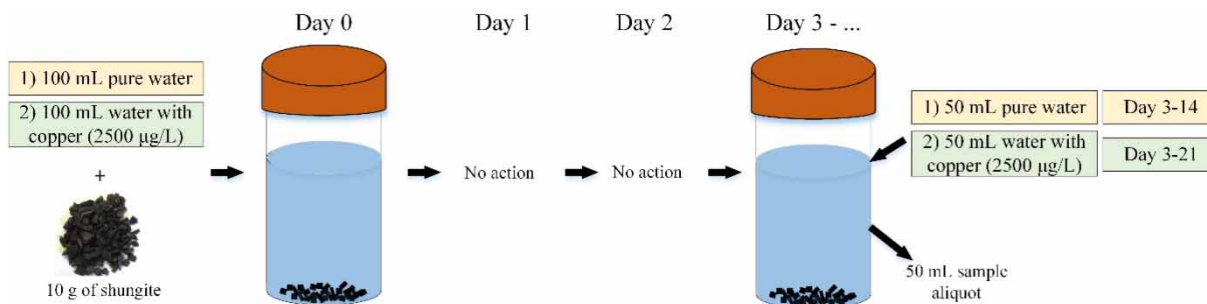 Day 0
Day 1
Day 2
Day 3 - ...
1) 100 mL pure water
2) 100 mL water with
copper (2500 μg/L)
+
10 g of shungite
No action
No action
1) 50 mL pure water
Day 3-14
2) 50 mL water with
copper (2500 μg/L)
Day 3-21
50 mL sample
aliquot